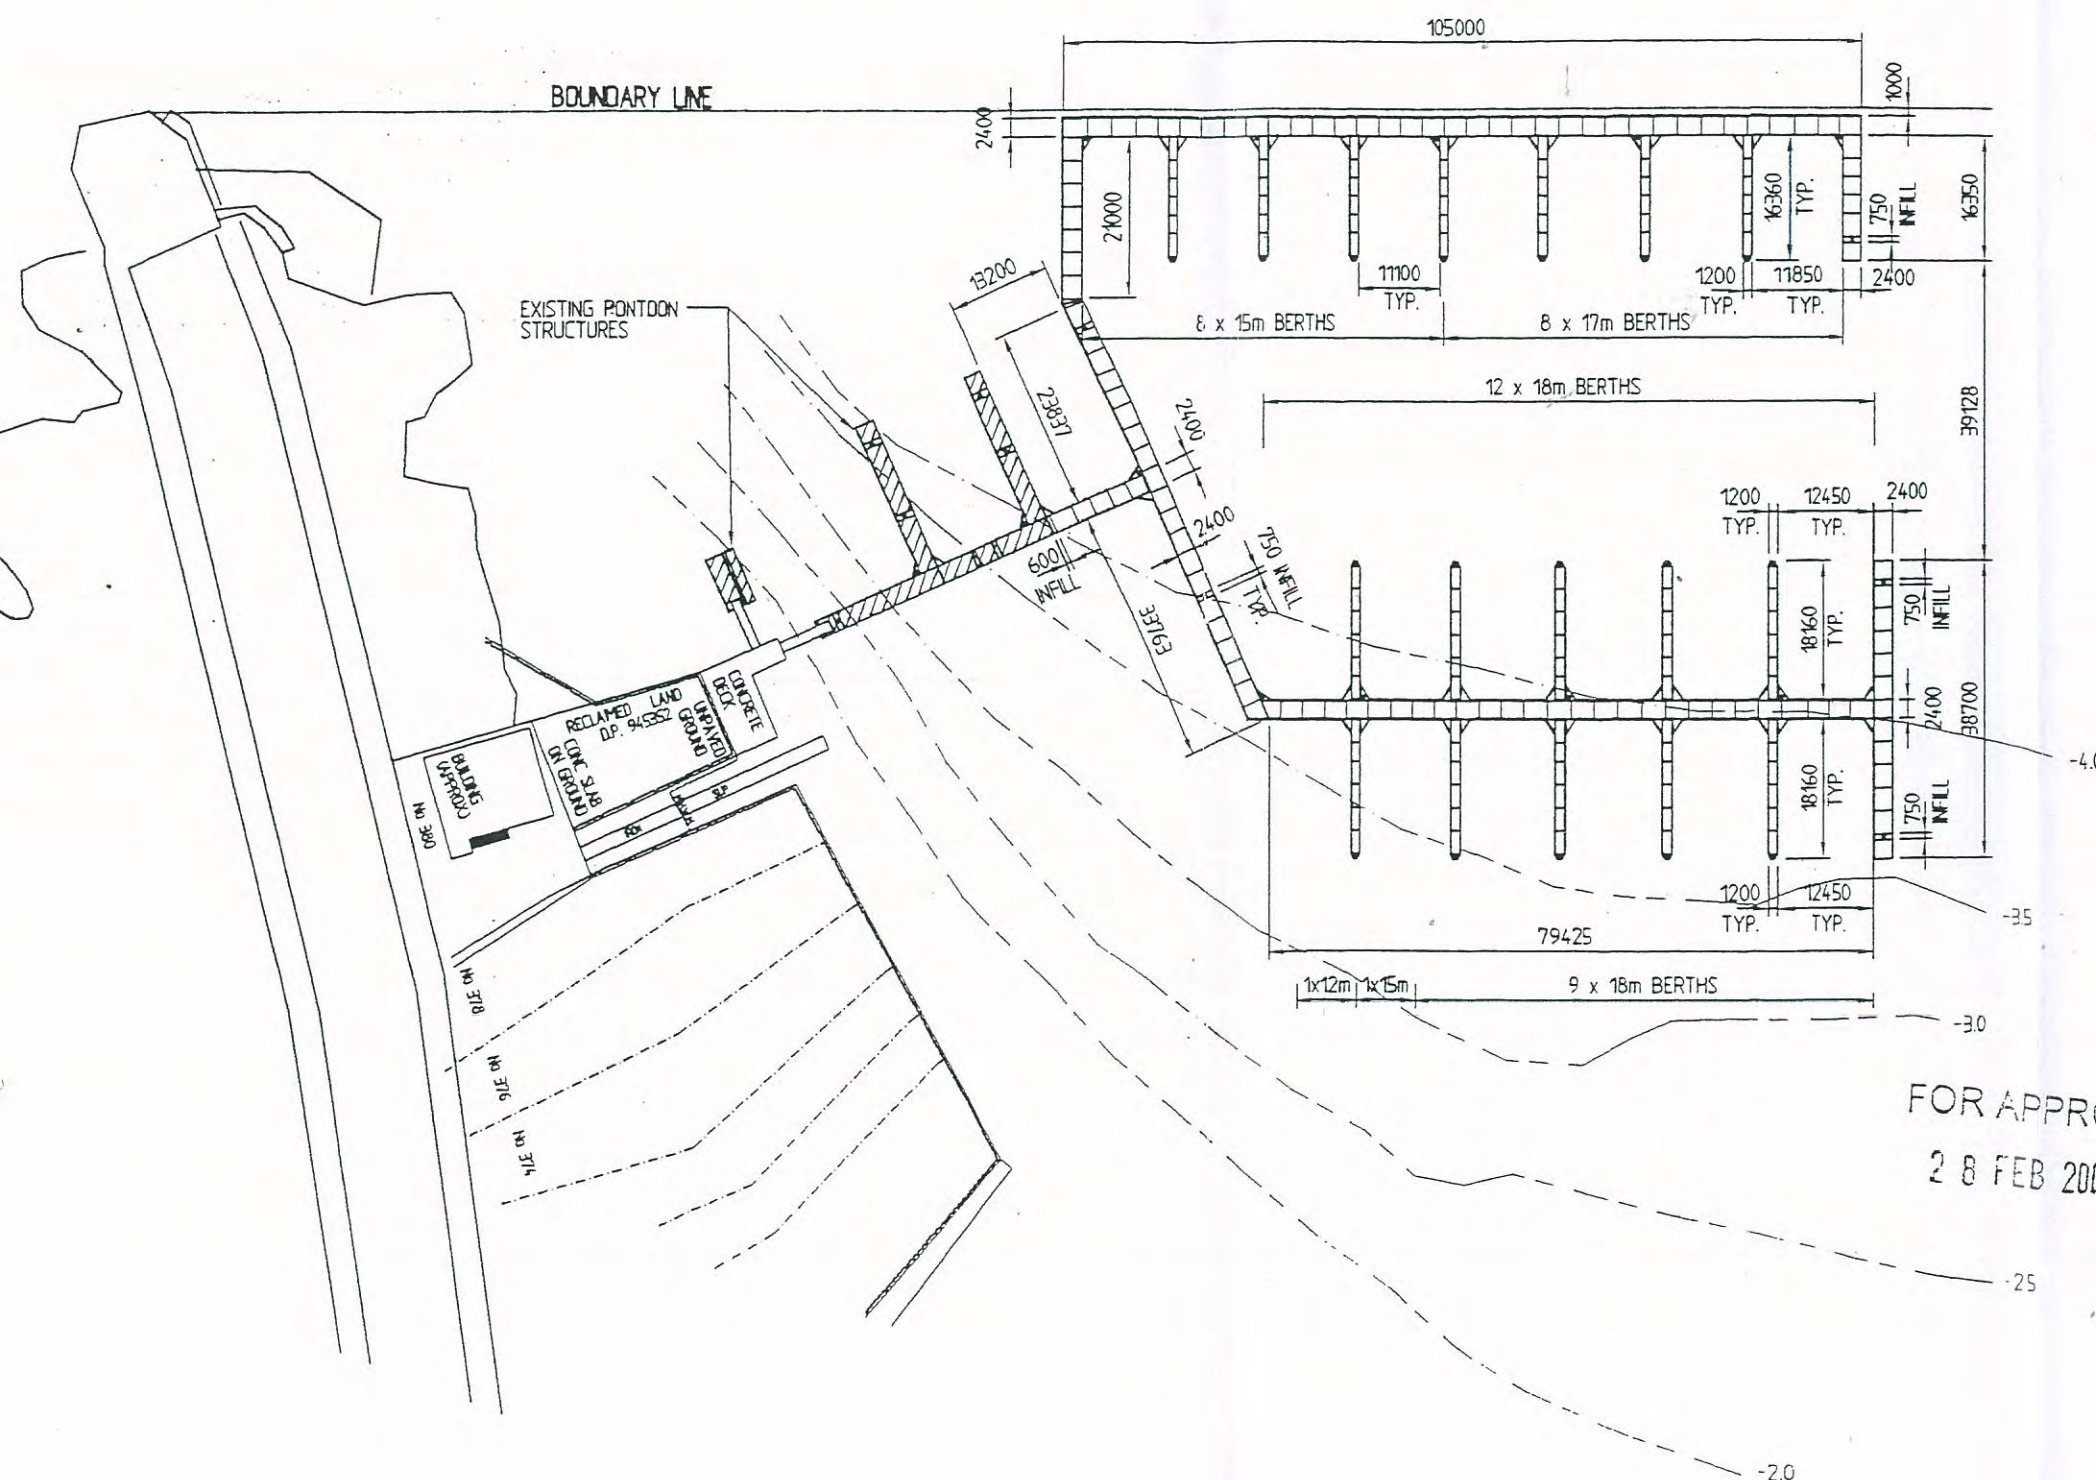 105000
BOUNDARY LINE
1000
2400
21000
16360
TYP.
750
INFILL
16350
13200
11100
TYP.
1200
TYP.
11850
TYP.
2400
EXISTING PONTOON
STRUCTURES
8 x 15m BERTHS
8 x 17m BERTHS
12 x 18m BERTHS
23837
2400
39128
1200
TYP.
12450
TYP.
2400
2400
600
INFILL
750 INFILL
TYP.
33763
18160
TYP.
750
INFILL
2400
38700
CONCRETE
DECK
RECLAIMED LAND
D.P. 945352
UNPAVED
GROUND
CONC SLAB
ON GROUND
BUILDING
(APPROX.)
No 380
SLIP
18160
TYP.
750
INFILL
-4.0
1200
TYP.
12450
TYP.
-3.5
79425
1x12m
1x15m
9 x 18m BERTHS
No 378
-3.0
No 376
No 374
FOR APPR
28 FEB 200
-2.5
-2.0